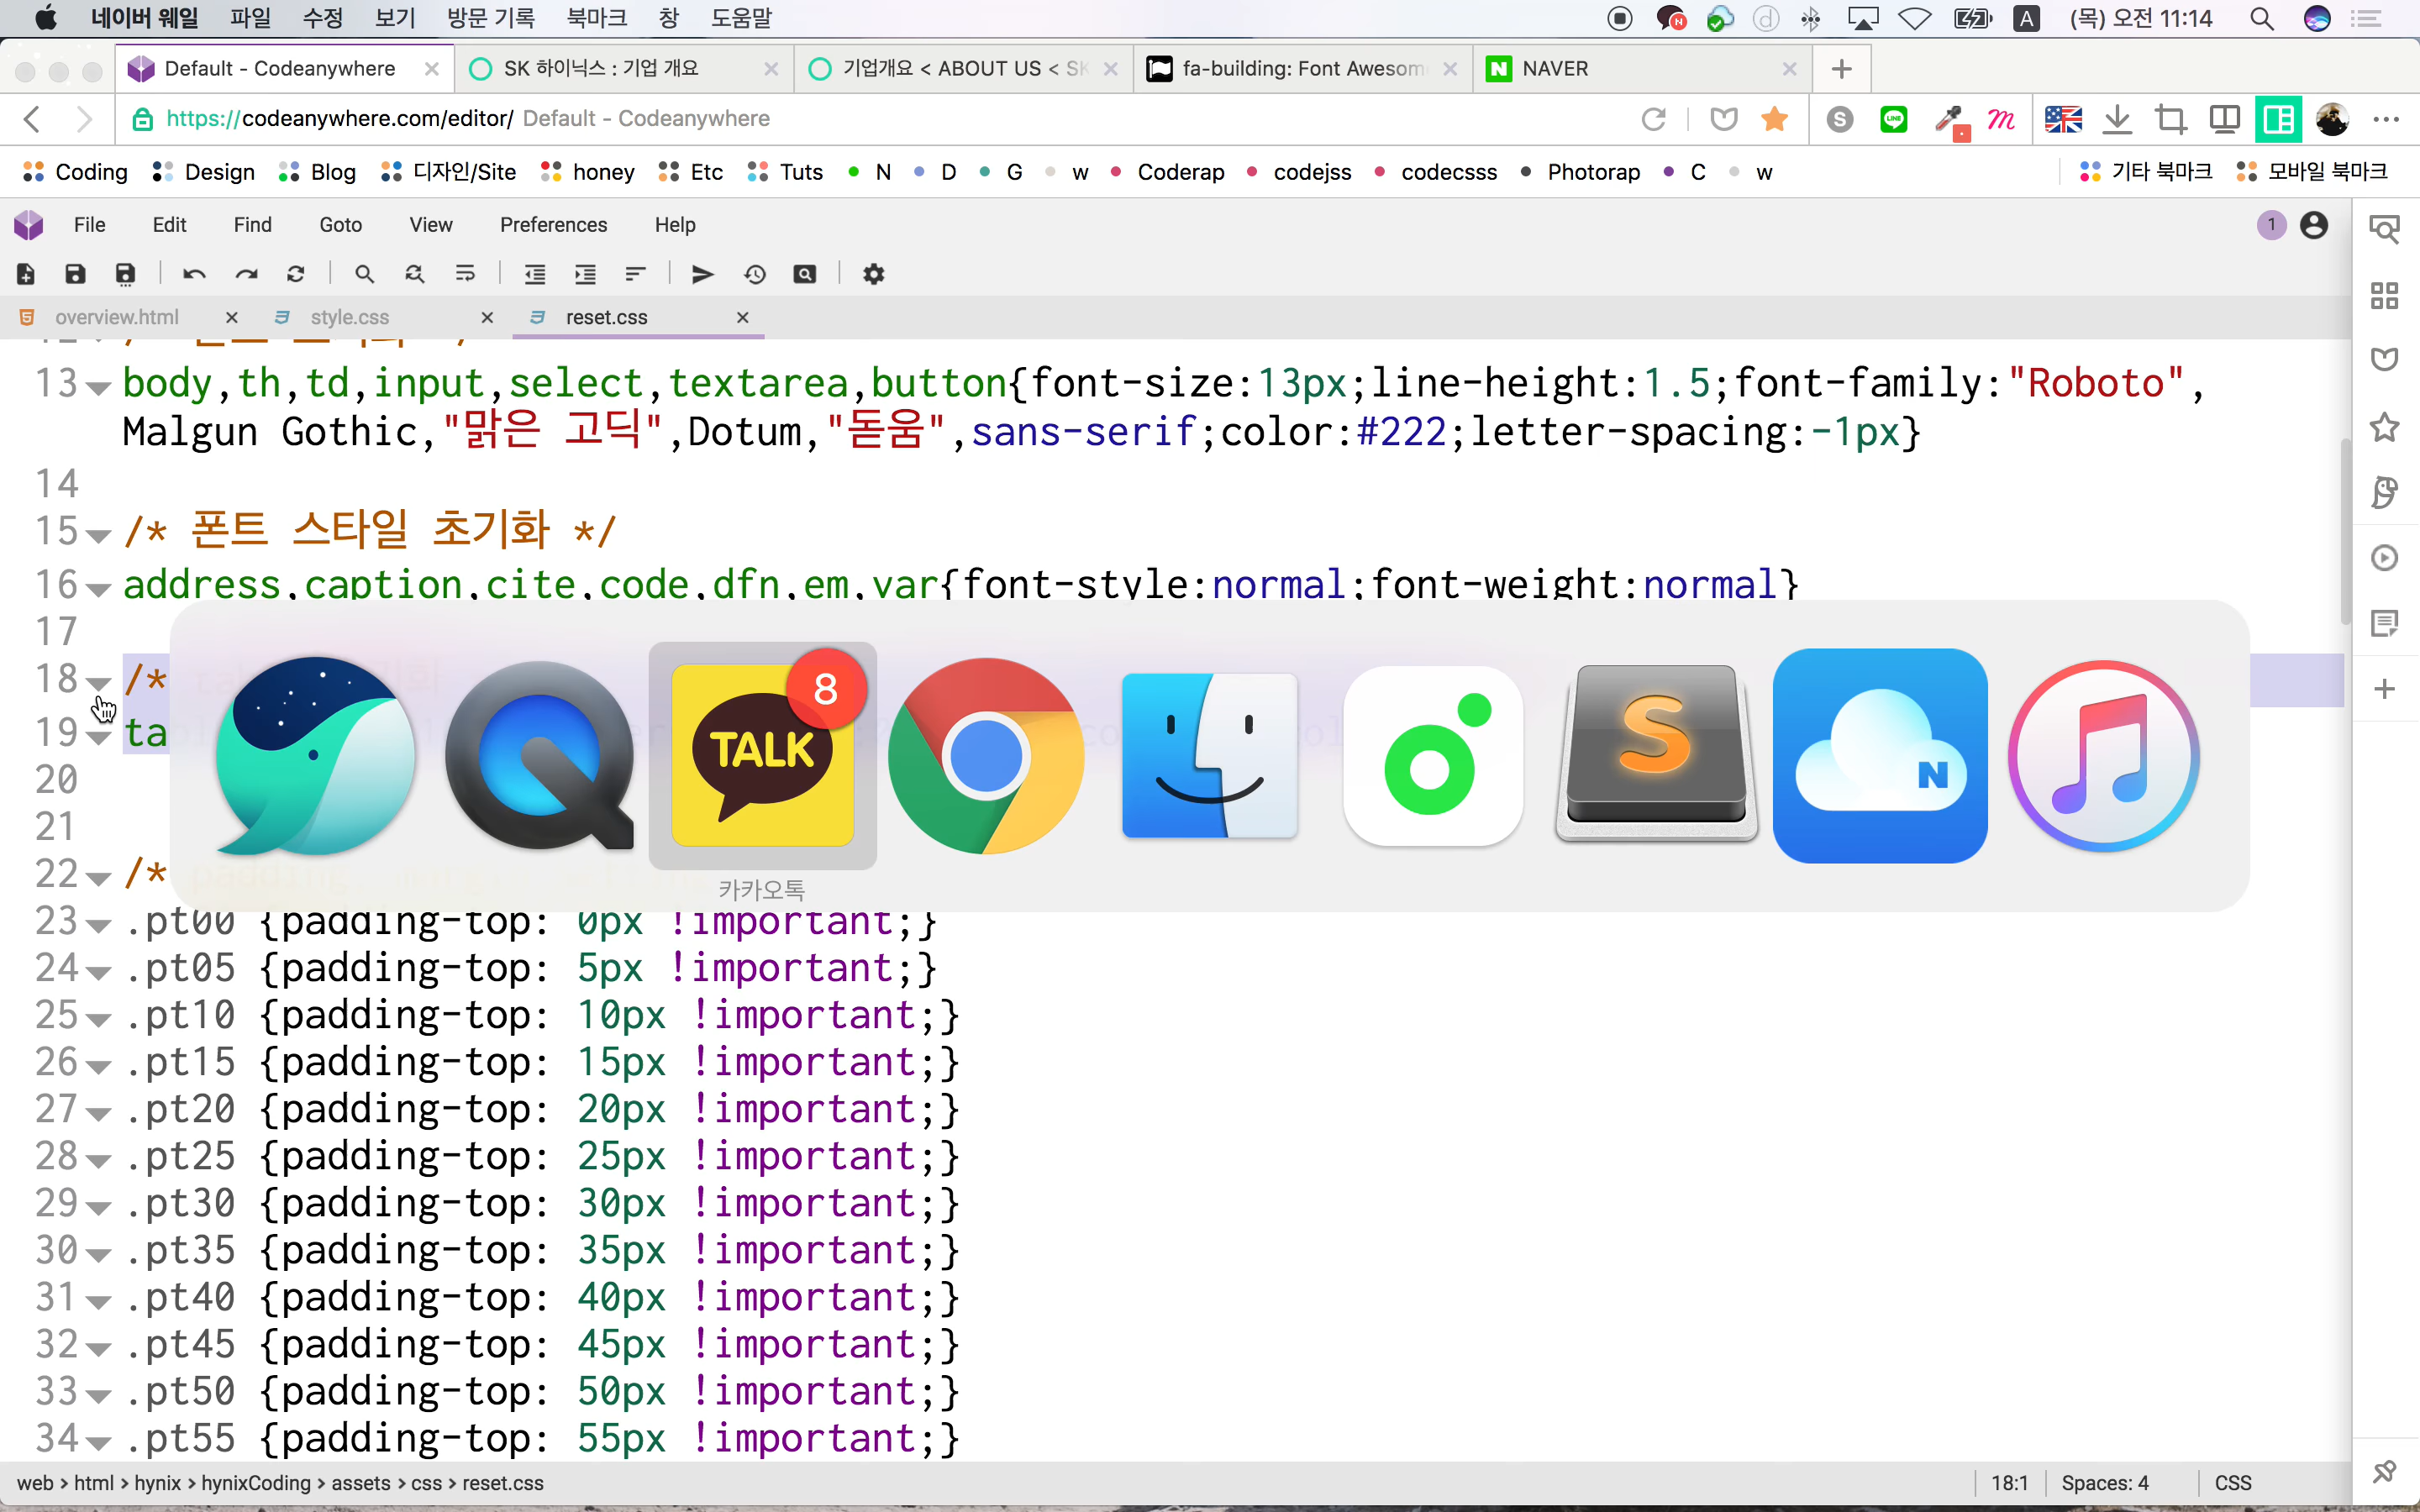 네이버 웨일 파일 수정 보기 방문 기록 북마크 창 도움말 A (목) 오전 11:14
Default - Codeanywhere SK 하이닉스 : 기업 개요 기업개요 < ABOUT US < SK fa-building: Font Awesom NAVER
https://codeanywhere.com/editor/ Default - Codeanywhere
Coding Design Blog 디자인/Site honey Etc Tuts N D G w Coderap codejss codecsss Photorap C w 기타 북마크 모바일 북마크
File Edit Find Goto View Preferences Help 1
overview.html style.css reset.css
13 body,th,td,input,select,textarea,button{font-size:13px;line-height:1.5;font-family:"Roboto",
Malgun Gothic,"맑은 고딕",Dotum,"돋움",sans-serif;color:#222;letter-spacing:-1px}
14
15 /* 폰트 스타일 초기화 */
16 address,caption,cite,code,dfn,em,var{font-style:normal;font-weight:normal}
17
18 /*
19 ta
20
21
22 /*
8
TALK
S
N
카카오톡
23 .pt00 {padding-top: 0px !important;}
24 .pt05 {padding-top: 5px !important;}
25 .pt10 {padding-top: 10px !important;}
26 .pt15 {padding-top: 15px !important;}
27 .pt20 {padding-top: 20px !important;}
28 .pt25 {padding-top: 25px !important;}
29 .pt30 {padding-top: 30px !important;}
30 .pt35 {padding-top: 35px !important;}
31 .pt40 {padding-top: 40px !important;}
32 .pt45 {padding-top: 45px !important;}
33 .pt50 {padding-top: 50px !important;}
34 .pt55 {padding-top: 55px !important;}
web > html > hynix > hynixCoding > assets > css > reset.css 18:1 Spaces: 4 CSS